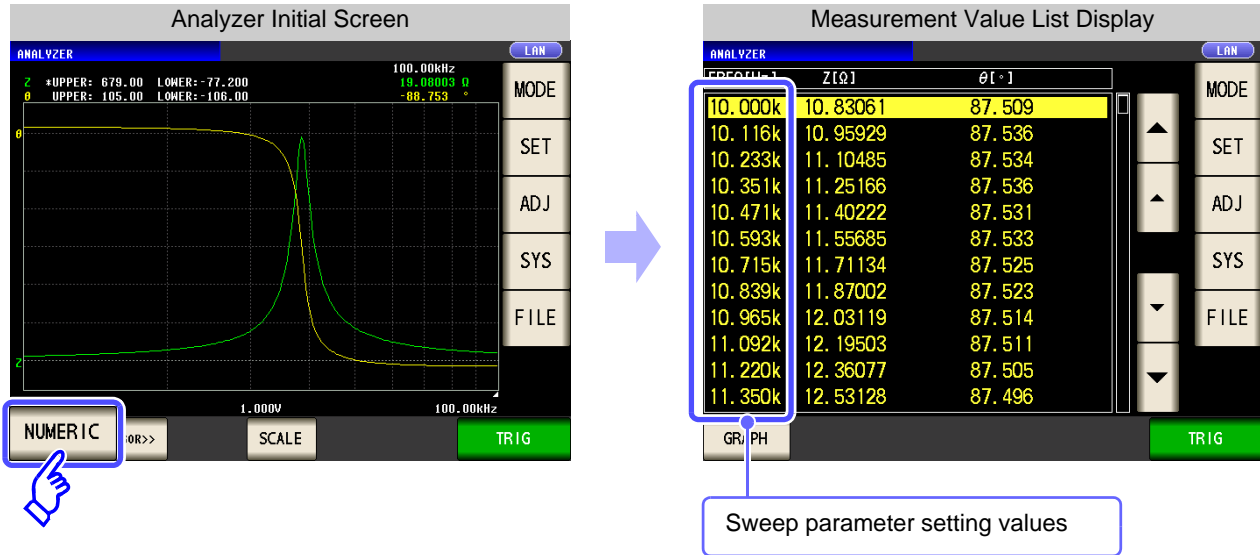 Analyzer Initial Screen
ANALYZER
LAN
100.00kHz
Z *UPPER: 679.00 LOWER:-77.200 19.08003 Ω
θ UPPER: 105.00 LOWER:-106.00 -88.753 °
θ
Z
1.000V 100.00kHz
MODE
SET
ADJ
SYS
FILE
NUMERIC
SCALE
TRIG
Measurement Value List Display
ANALYZER
LAN
Z[Ω] θ[°]
10.000k 10.83061 87.509
10.116k 10.95929 87.536
10.233k 11.10485 87.534
10.351k 11.25166 87.536
10.471k 11.40222 87.531
10.593k 11.55685 87.533
10.715k 11.71134 87.525
10.839k 11.87002 87.523
10.965k 12.03119 87.514
11.092k 12.19503 87.511
11.220k 12.36077 87.505
11.350k 12.53128 87.496
MODE
SET
ADJ
SYS
FILE
GRAPH
TRIG
Sweep parameter setting values